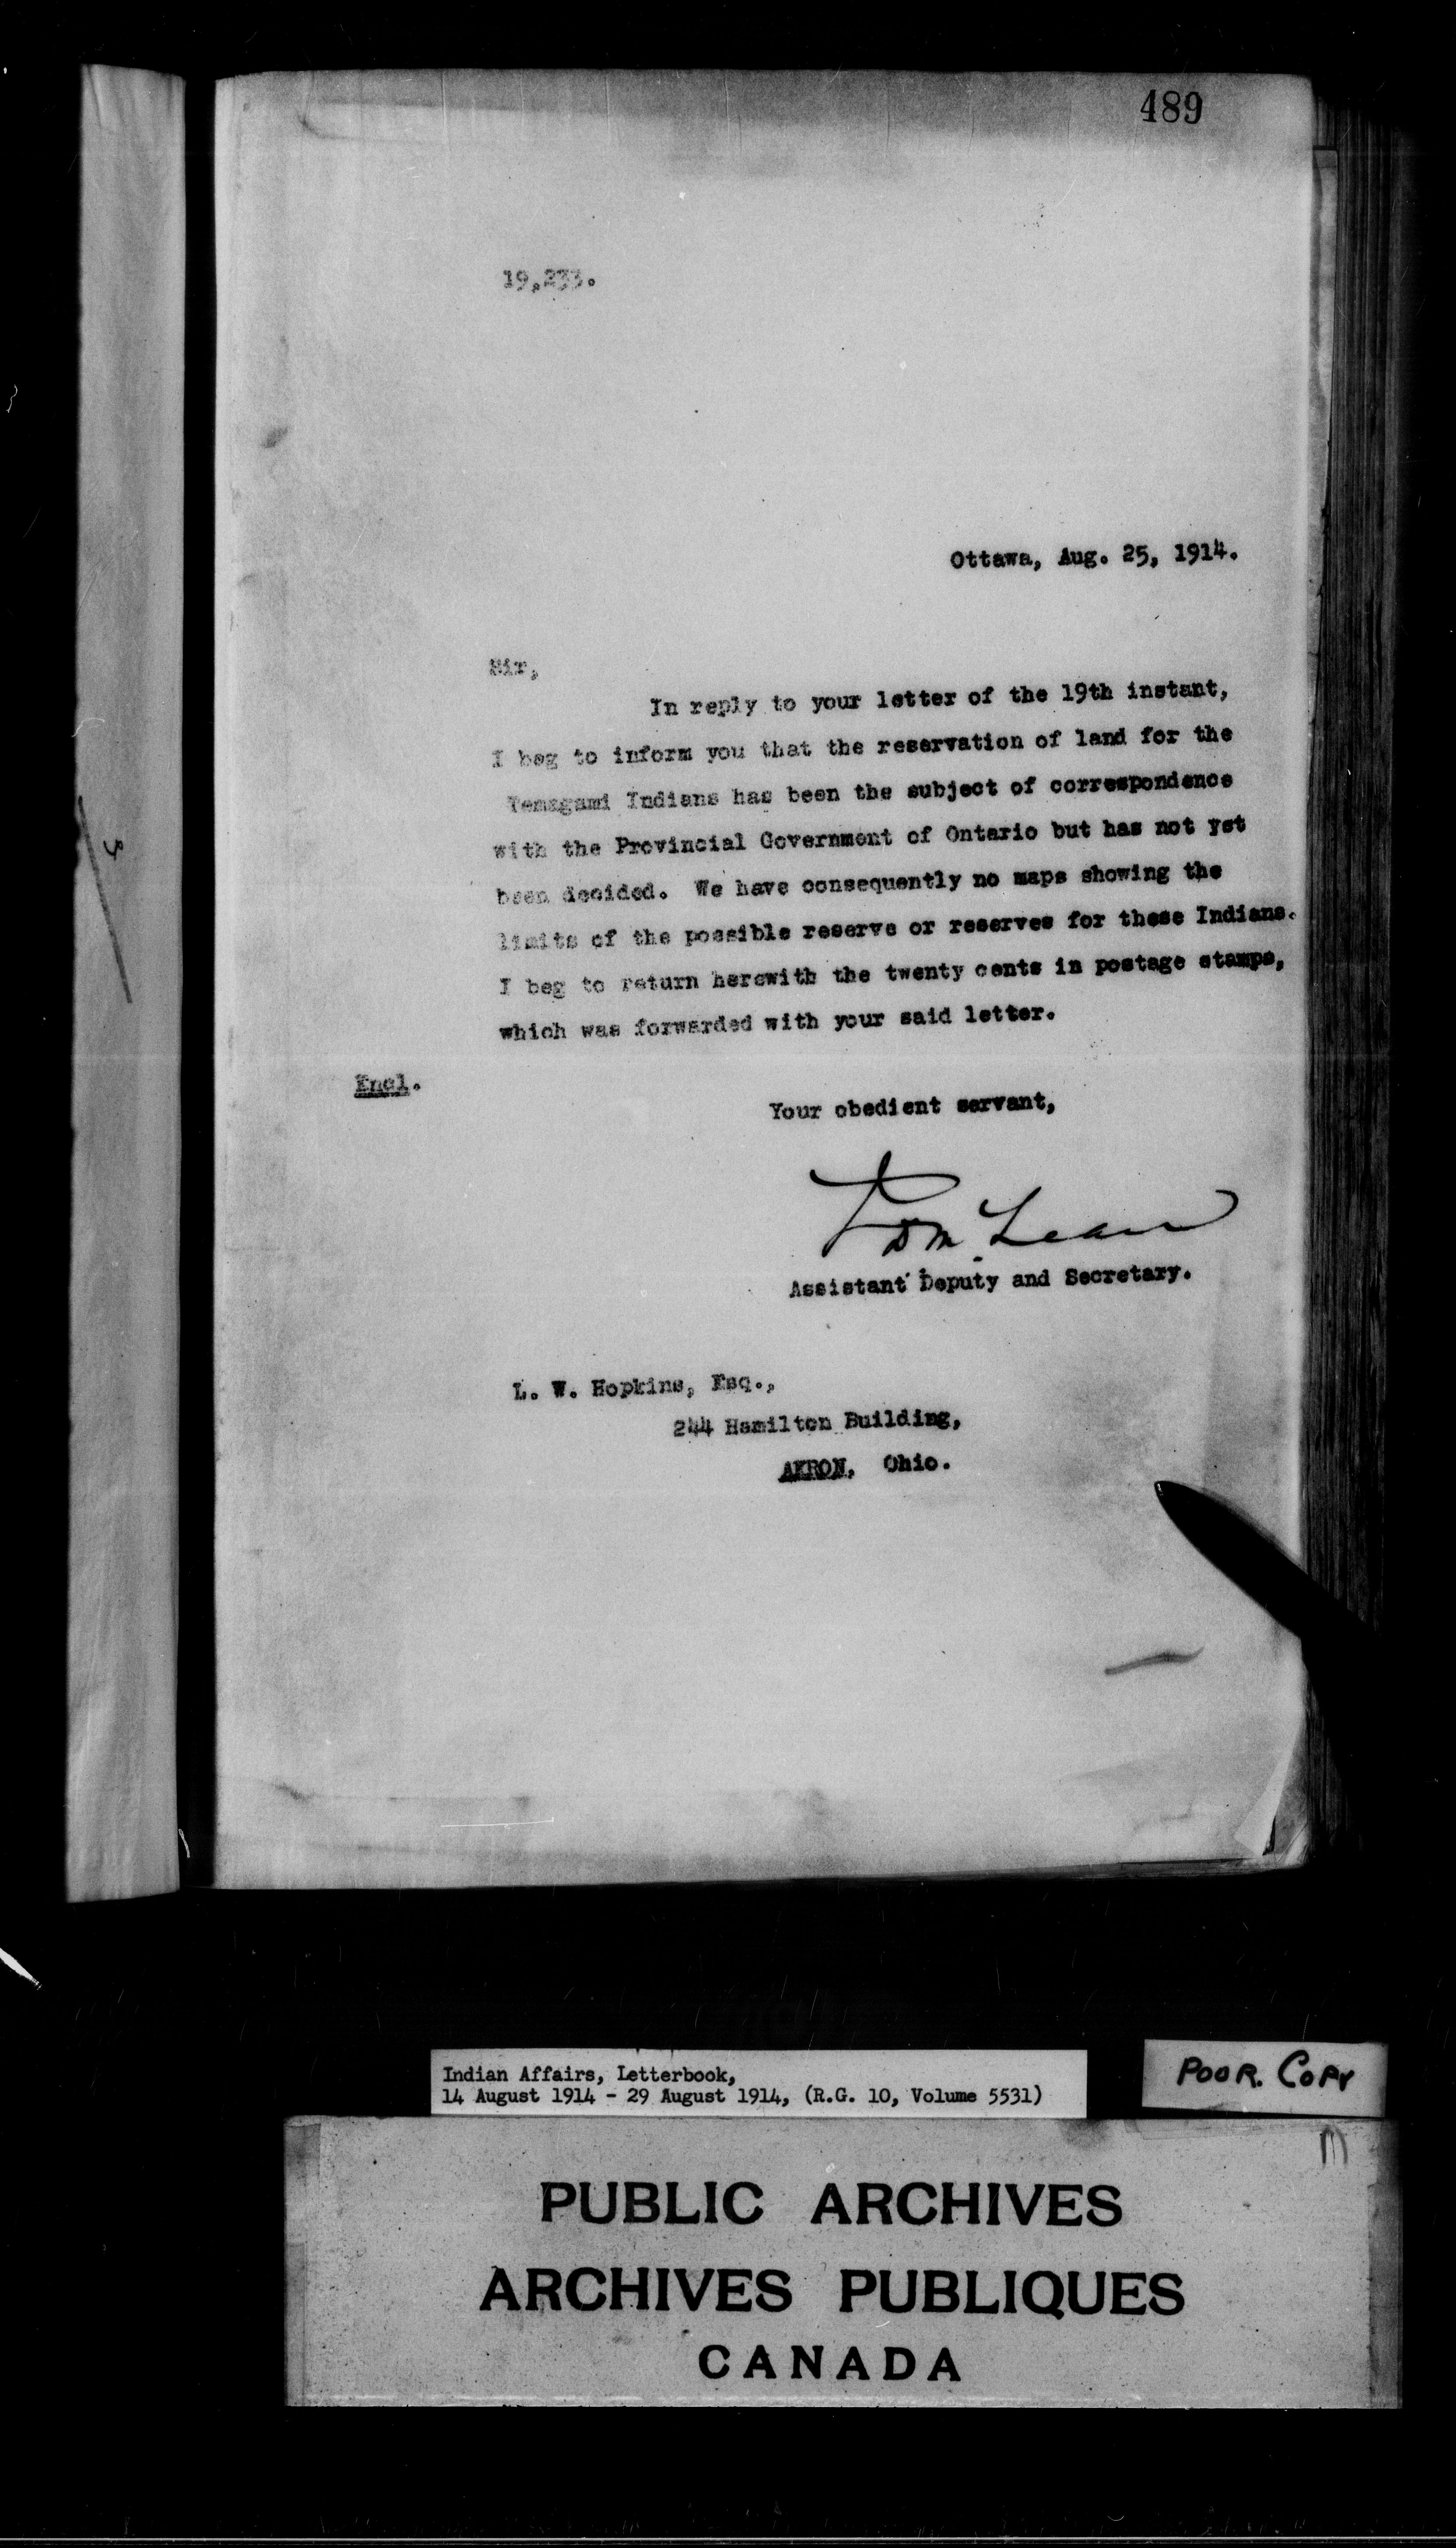 489
19,233.
Ottawa, Aug. 25, 1914.
Sir,
In reply to your letter of the 19th instant,
I beg to inform you that the reservation of land for the
Temagami Indians has been the subject of correspondence
with the Provincial Government of Ontario but has not yet
been decided. We have consequently no maps showing the
limits of the possible reserve or reserves for these Indians.
I beg to return herewith the twenty cents in postage stamps,
which was forwarded with your said letter.
Encl.
Your obedient servant,
Assistant Deputy and Secretary.
L. W. Hopkins, Esq.,
244 Hamilton Building,
AKRON, Ohio.
Indian Affairs, Letterbook,
14 August 1914 - 29 August 1914, (R.G. 10, Volume 5531)
POOR. COPY
PUBLIC ARCHIVES
ARCHIVES PUBLIQUES
CANADA